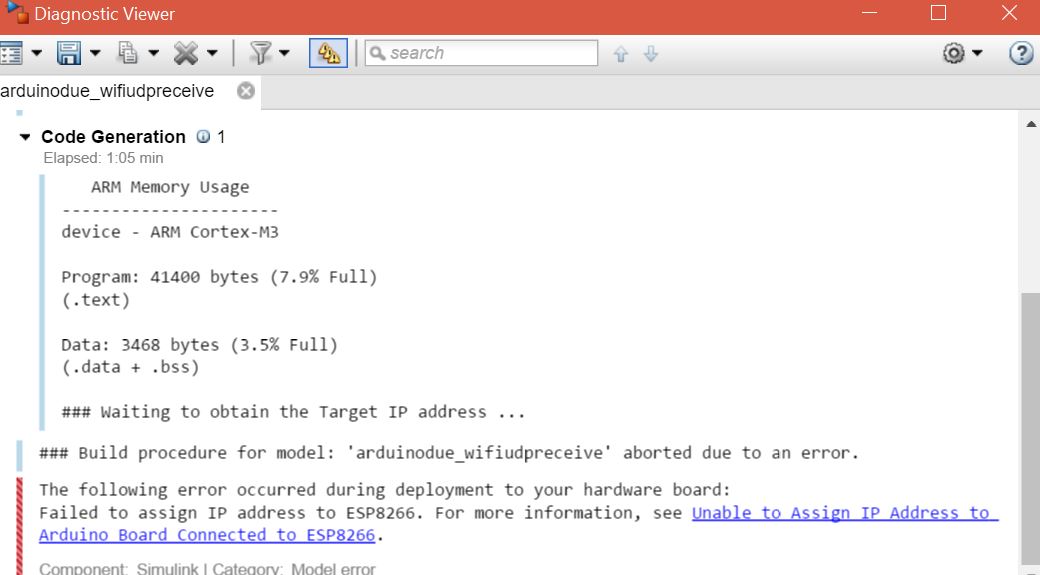 Diagnostic Viewer
search
arduinodue_wifiudpreceive
Code Generation 1
Elapsed: 1:05 min
ARM Memory Usage
----------------------
device - ARM Cortex-M3
Program: 41400 bytes (7.9% Full)
(.text)
Data: 3468 bytes (3.5% Full)
(.data + .bss)
### Waiting to obtain the Target IP address ...
### Build procedure for model: 'arduinodue_wifiudpreceive' aborted due to an error.
The following error occurred during deployment to your hardware board:
Failed to assign IP address to ESP8266. For more information, see Unable to Assign IP Address to
Arduino Board Connected to ESP8266.
Component: Simulink | Category: Model error